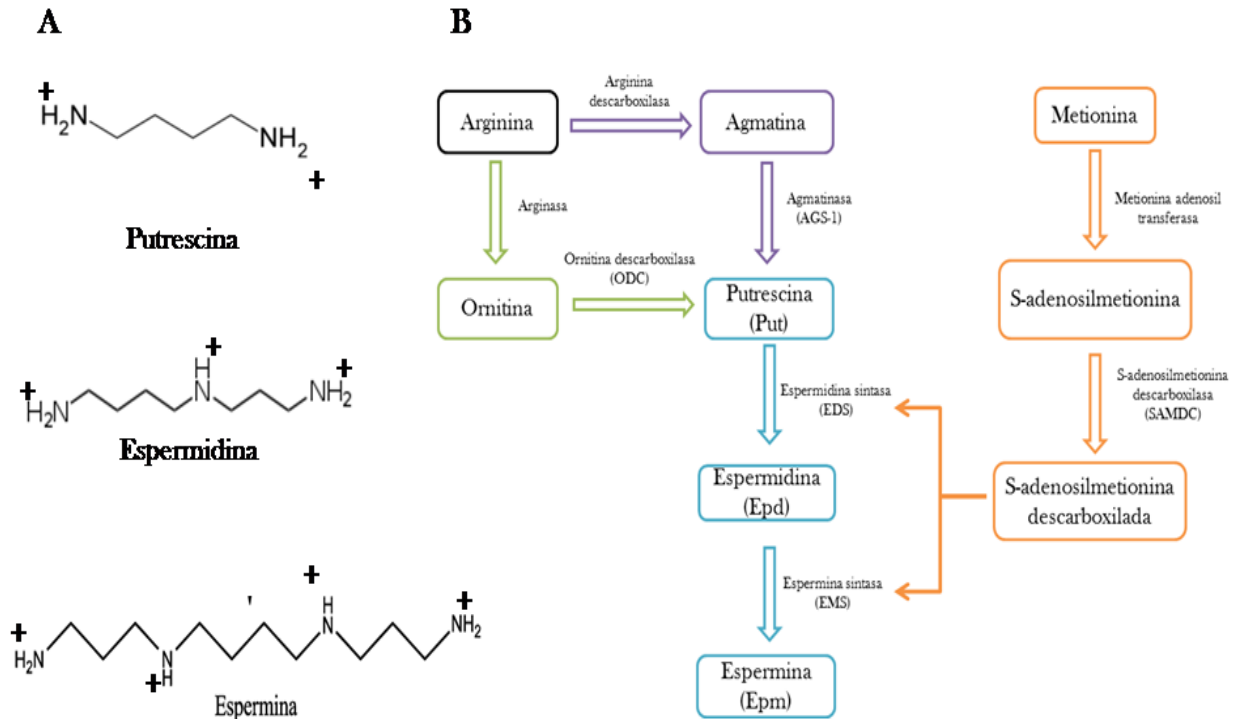 A
+
H₂N
NH₂
+
Putrescina
+
H₂N
H
N
+
NH₂
+
Espermidina
+
H₂N
N
H
+
+
H
N
+
NH₂
'
Espermina
B
Arginina
Arginina
descarboxilasa
Agmatina
Arginasa
Agmatinasa
(AGS-1)
Ornitina
Ornitina descarboxilasa
(ODC)
Putrescina
(Put)
Espermidina sintasa
(EDS)
Espermidina
(Epd)
Espermina sintasa
(EMS)
Espermina
(Epm)
Metionina
Metionina adenosil
transferasa
S-adenosilmetionina
S-adenosilmetionina
descarboxilasa
(SAMDC)
S-adenosilmetionina
descarboxilada